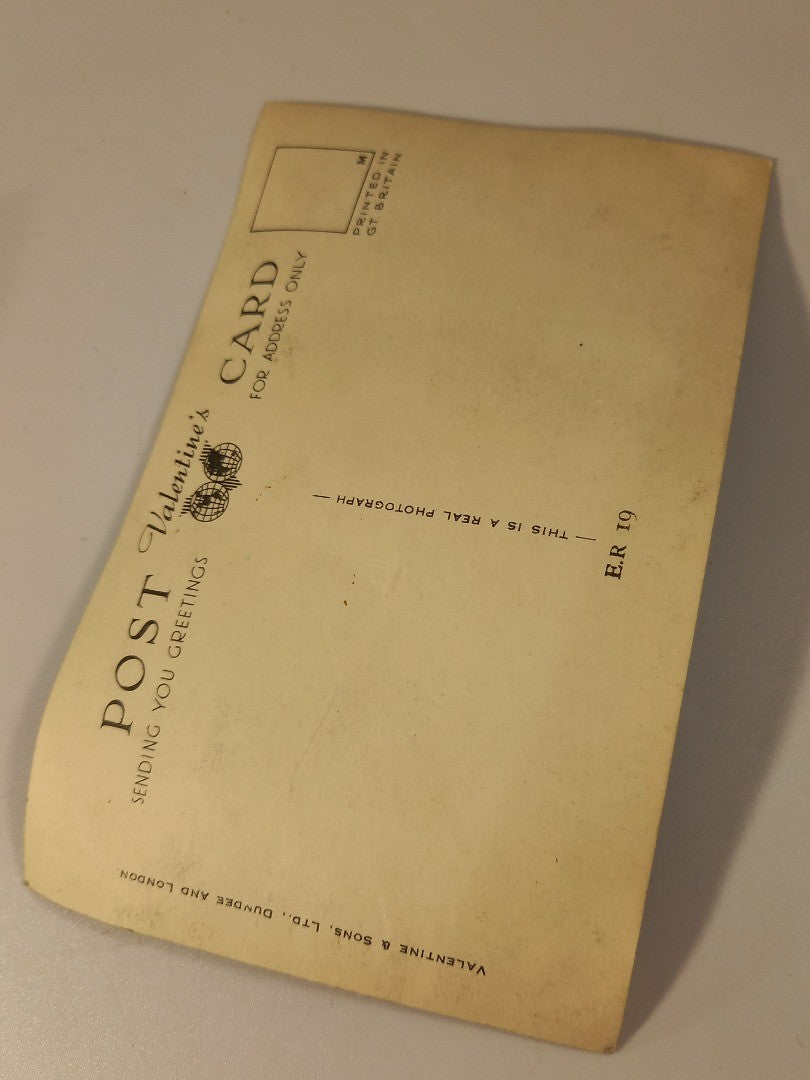 POST Valentine's CARD
SENDING YOU GREETINGS
FOR ADDRESS ONLY
M
PRINTED IN
GT BRITAIN
— THIS IS A REAL PHOTOGRAPH —
E.R 19
VALENTINE & SONS, LTD., DUNDEE AND LONDON.